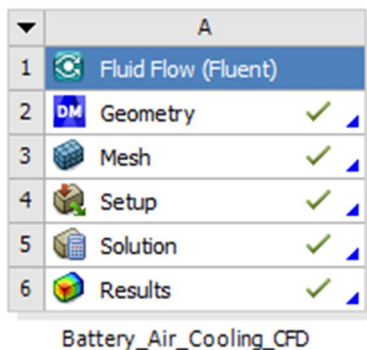 A
1 Fluid Flow (Fluent)
2 DM Geometry
3 Mesh
4 Setup
5 Solution
6 Results
Battery_Air_Cooling_CFD